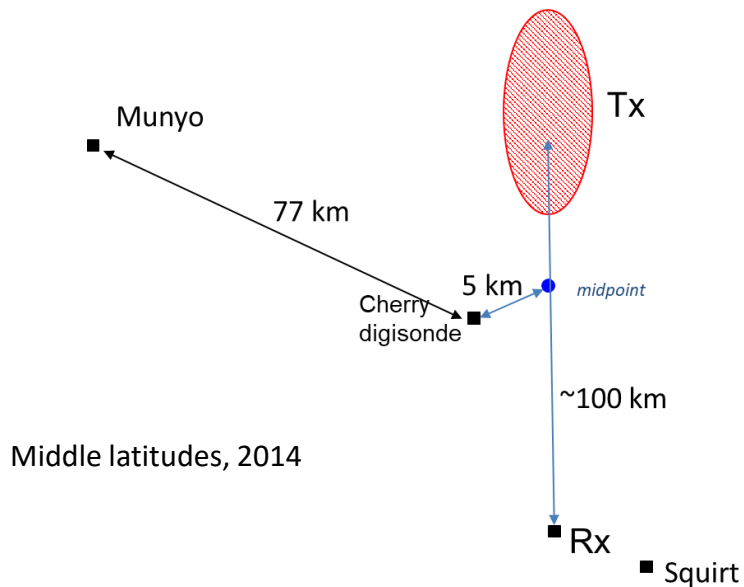 Tx
Munyo
77 km
5 km
midpoint
Cherry
digisonde
~100 km
Middle latitudes, 2014
Rx
Squirt